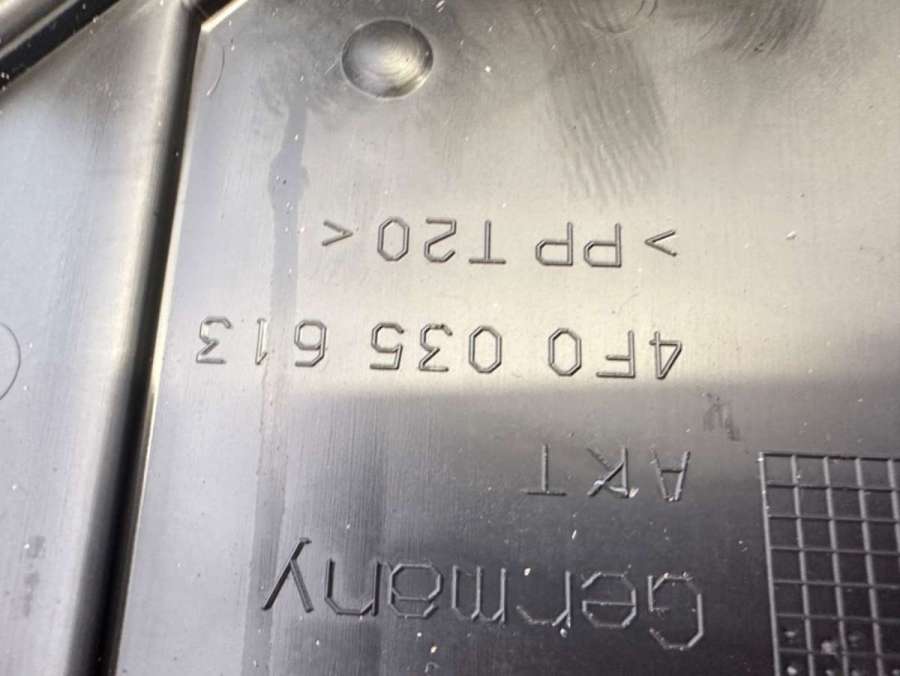 Germany
AKT
4F0 035 613
>PP T20<